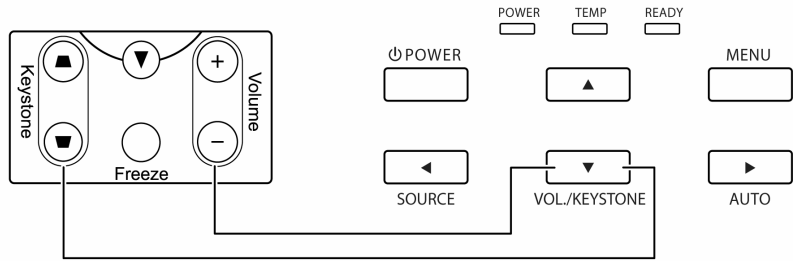 POWER TEMP READY
⏻ POWER MENU
Keystone
Volume
+
−
Freeze
SOURCE VOL./KEYSTONE AUTO